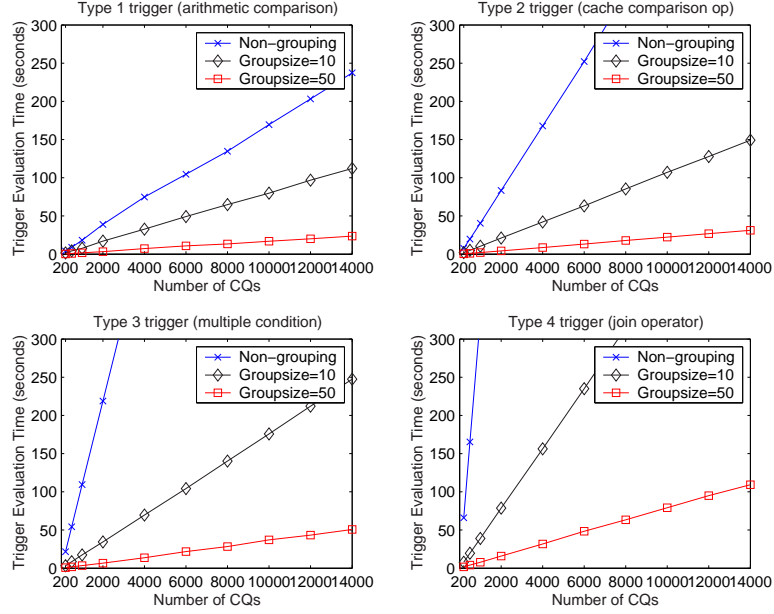 Type 1 trigger (arithmetic comparison)
Trigger Evaluation Time (seconds)
300
250
200
150
100
50
0
Non-grouping
Groupsize=10
Groupsize=50
200 2000 4000 6000 8000 10000 12000 14000
Number of CQs
Type 2 trigger (cache comparison op)
Trigger Evaluation Time (seconds)
300
250
200
150
100
50
0
Non-grouping
Groupsize=10
Groupsize=50
200 2000 4000 6000 8000 10000 12000 14000
Number of CQs
Type 3 trigger (multiple condition)
Trigger Evaluation Time (seconds)
300
250
200
150
100
50
0
Non-grouping
Groupsize=10
Groupsize=50
200 2000 4000 6000 8000 10000 12000 14000
Number of CQs
Type 4 trigger (join operator)
Trigger Evaluation Time (seconds)
300
250
200
150
100
50
0
Non-grouping
Groupsize=10
Groupsize=50
200 2000 4000 6000 8000 10000 12000 14000
Number of CQs